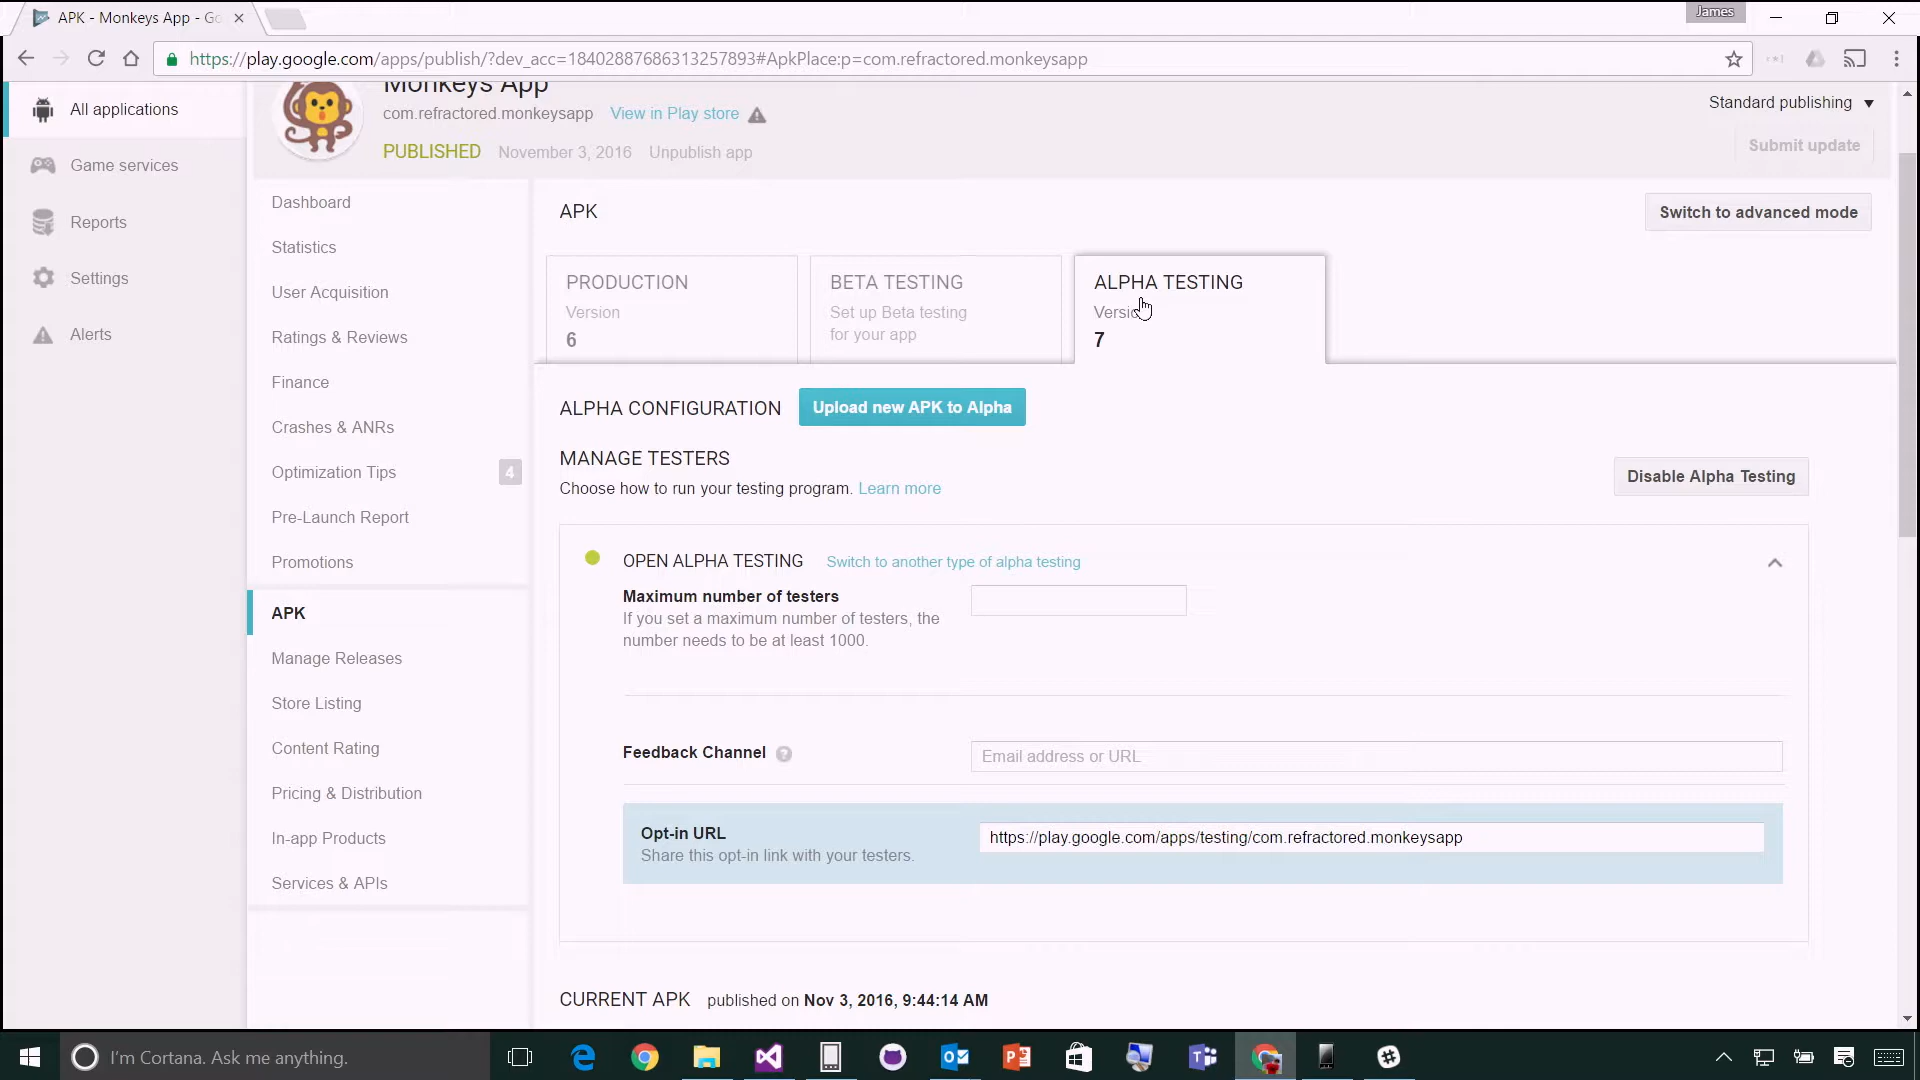 APK - Monkeys App - Go
James
https://play.google.com/apps/publish/?dev_acc=18402887686313257893#ApkPlace:p=com.refractored.monkeysapp
All applications
Game services
Reports
Settings
Alerts
Monkeys App
com.refractored.monkeysapp View in Play store
PUBLISHED November 3, 2016 Unpublish app
Standard publishing
Submit update
Dashboard
Statistics
User Acquisition
Ratings & Reviews
Finance
Crashes & ANRs
Optimization Tips 4
Pre-Launch Report
Promotions
APK
Manage Releases
Store Listing
Content Rating
Pricing & Distribution
In-app Products
Services & APIs
APK
Switch to advanced mode
PRODUCTION
Version
6
BETA TESTING
Set up Beta testing
for your app
ALPHA TESTING
Version
7
ALPHA CONFIGURATION Upload new APK to Alpha
MANAGE TESTERS
Choose how to run your testing program. Learn more
Disable Alpha Testing
OPEN ALPHA TESTING Switch to another type of alpha testing
Maximum number of testers
If you set a maximum number of testers, the
number needs to be at least 1000.
Feedback Channel ?
Email address or URL
Opt-in URL
Share this opt-in link with your testers.
https://play.google.com/apps/testing/com.refractored.monkeysapp
CURRENT APK published on Nov 3, 2016, 9:44:14 AM
I'm Cortana. Ask me anything.